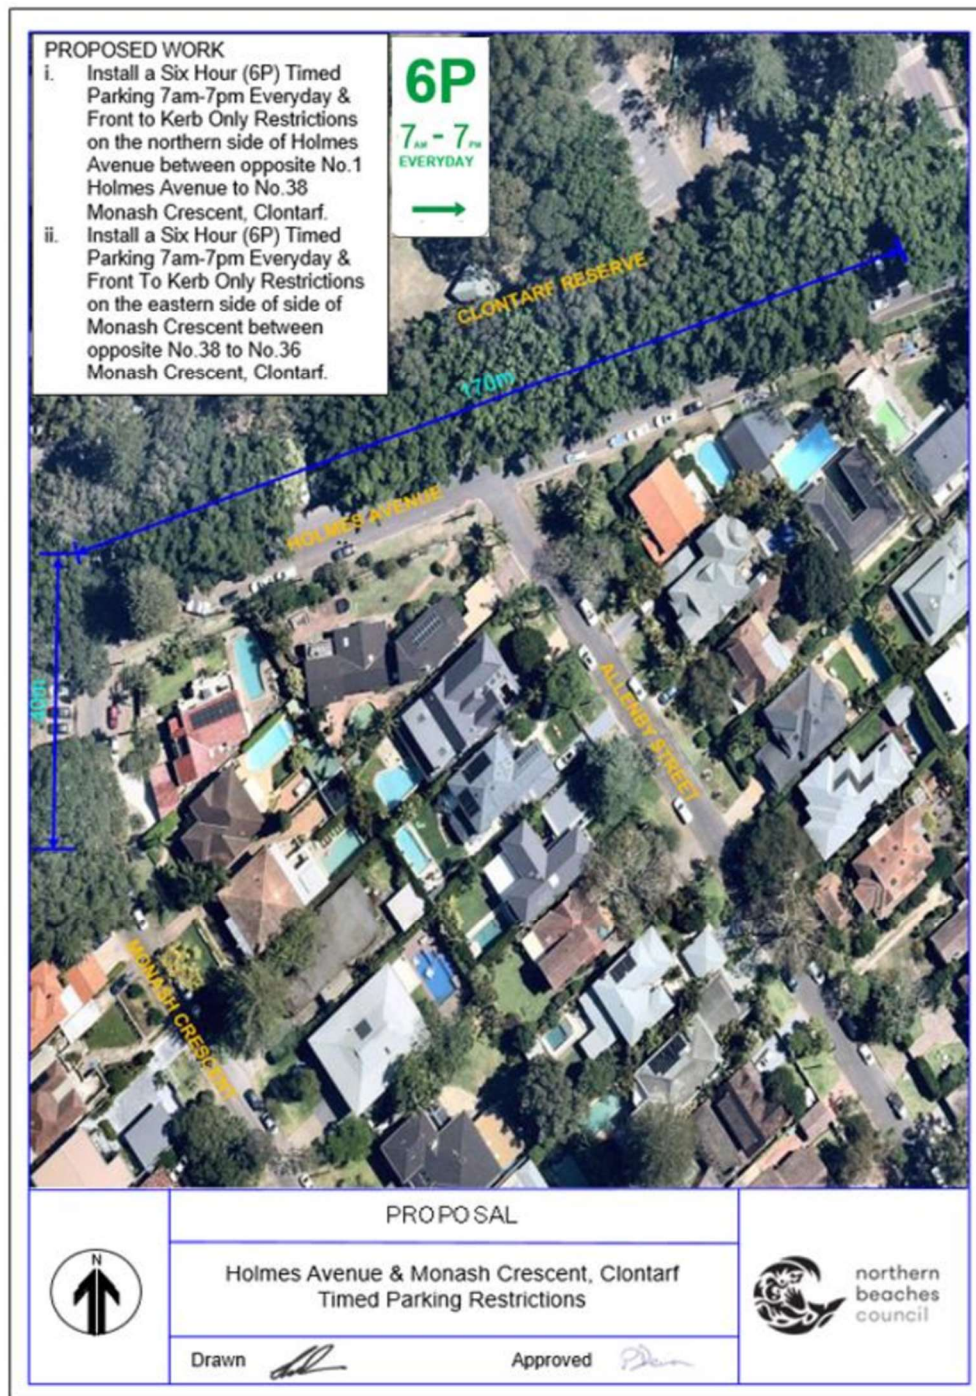 PROPOSED WORK
i. Install a Six Hour (6P) Timed
Parking 7am-7pm Everyday &
Front to Kerb Only Restrictions
on the northern side of Holmes
Avenue between opposite No.1
Holmes Avenue to No.38
Monash Crescent, Clontarf.
ii. Install a Six Hour (6P) Timed
Parking 7am-7pm Everyday &
Front To Kerb Only Restrictions
on the eastern side of side of
Monash Crescent between
opposite No.38 to No.36
Monash Crescent, Clontarf.
6P
7AM - 7PM
EVERYDAY
CLONTARF RESERVE
170m
HOLMES AVENUE
40m
ALLENBY STREET
MONASH CRESCENT
N
PROPOSAL
Holmes Avenue & Monash Crescent, Clontarf
Timed Parking Restrictions
Drawn
Approved
northern
beaches
council